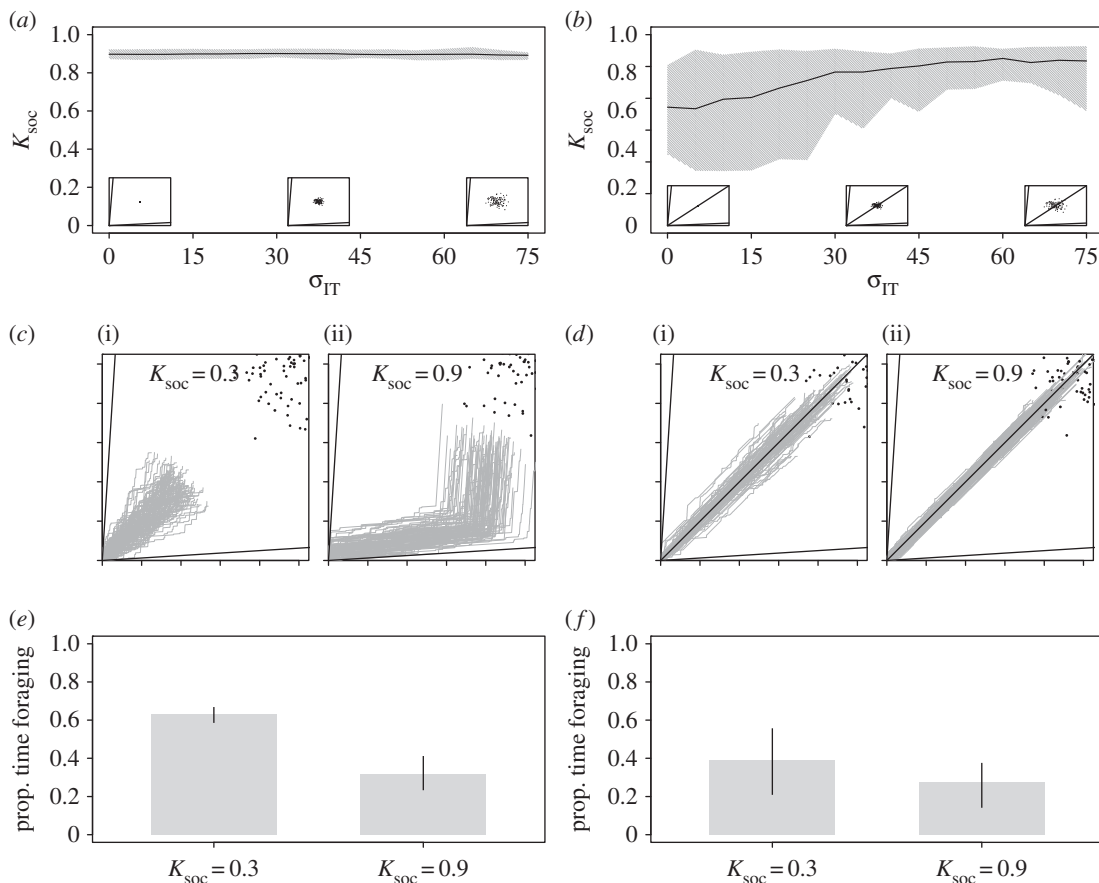 (a)
1.0
0.8
0.6
0.4
0.2
0
K_soc
0 15 30 45 60 75
σ_IT
(b)
1.0
0.8
0.6
0.4
0.2
0
K_soc
0 15 30 45 60 75
σ_IT
(c) (i) (ii)
K_soc = 0.3
K_soc = 0.9
(d) (i) (ii)
K_soc = 0.3
K_soc = 0.9
(e)
1.0
0.8
0.6
0.4
0.2
0
prop. time foraging
K_soc = 0.3 K_soc = 0.9
(f)
1.0
0.8
0.6
0.4
0.2
0
prop. time foraging
K_soc = 0.3 K_soc = 0.9